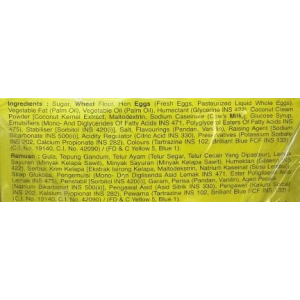 Ingredients : Sugar, Wheat Flour, Hen Eggs (Fresh Eggs, Pasteurized Liquid Whole Eggs),
Vegetable Fat (Palm Oil), Vegetable Oil (Palm Oil), Humectant (Glycerine INS 422), Coconut Cream
Powder [Coconut Kernel Extract, Maltodextrin, Sodium Caseinate (Cow's Milk)], Glucose Syrup,
Emulsifiers (Mono- And Diglycerides Of Fatty Acids INS 471, Polyglycerol Esters Of Fatty Acids INS
475), Stabiliser (Sorbitol INS 420(i)), Salt, Flavourings (Pandan, Vanilla), Raising Agent (Sodium
Bicarbonate INS 500(ii)), Acidity Regulator (Citric Acid INS 330), Preservatives (Potassium Sorbate
INS 202, Calcium Propionate INS 282), Colours (Tartrazine INS 102, Brilliant Blue FCF INS 133)
(C.I. No. 19140, C.I. No. 42090) / (FD & C Yellow 5, Blue 1).
Ramuan : Gula, Tepung Gandum, Telur Ayam (Telur Segar, Telur Cecair Yang Dipasteur),
Sayuran (Minyak Kelapa Sawit), Minyak Sayuran (Minyak Kelapa Sawit), Humektan (Gliserin
INS 422), Serbuk Krim Kelapa (Ekstrak Isirong Kelapa, Maltodekstrin, Natrium Kaseinat
Sirap Glukosa, Pengemulsi (Mono- Dan Digliserida Asid Lemak INS 471, Ester
Lemak INS 475), Penstabil (Sorbitol INS 420(i)), Garam, Perisa (Pandan, Vanila), Agen Penaik
(Natrium Bikarbonat INS 500(ii)), Pengawal Asid (Asid Sitrik INS 330), Pengawet (Kalium Sorbat
INS 202, Kalsium Propionat INS 282), Pewarna (Tartrazina INS 102, Brilliant Blue FCF INS 133)
(C.I. No. 19140, C.I. No. 42090) / (FD & C Yellow 5, Blue 1).